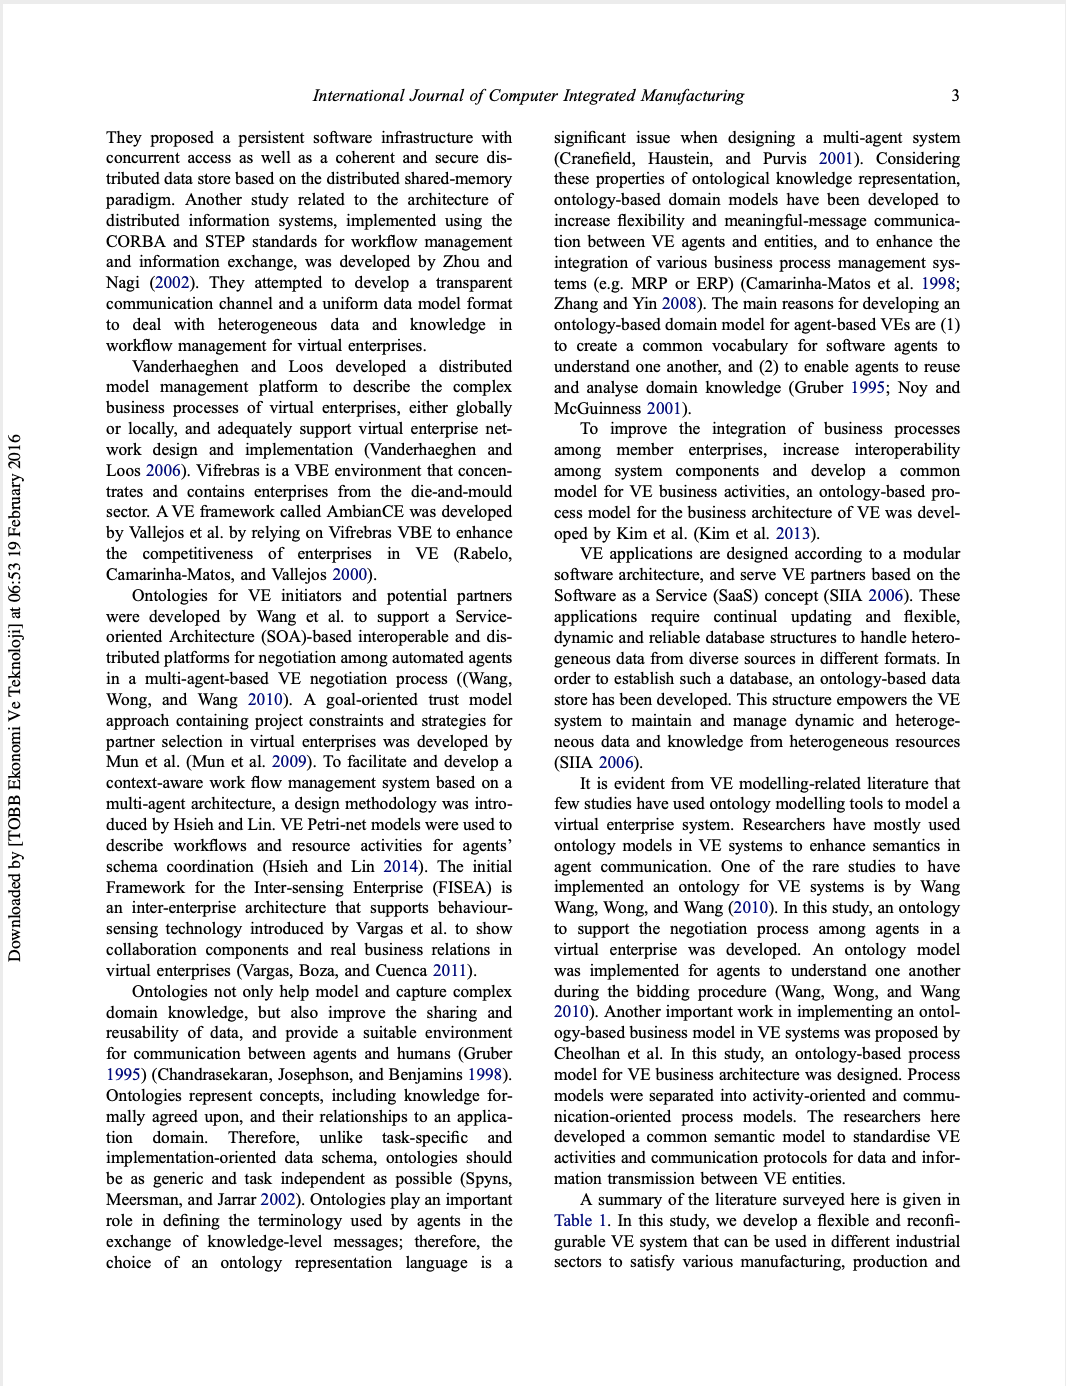 International Journal of Computer Integrated Manufacturing
3
They proposed a persistent software infrastructure with
concurrent access as well as a coherent and secure dis-
tributed data store based on the distributed shared-memory
paradigm. Another study related to the architecture of
distributed information systems, implemented using the
CORBA and STEP standards for workflow management
and information exchange, was developed by Zhou and
Nagi (2002). They attempted to develop a transparent
communication channel and a uniform data model format
to deal with heterogeneous data and knowledge in
workflow management for virtual enterprises.
Vanderhaeghen and Loos developed a distributed
model management platform to describe the complex
business processes of virtual enterprises, either globally
or locally, and adequately support virtual enterprise net-
work design and implementation (Vanderhaeghen and
Loos 2006). Vifrebras is a VBE environment that concen-
trates and contains enterprises from the die-and-mould
sector. A VE framework called AmbianCE was developed
by Vallejos et al. by relying on Vifrebras VBE to enhance
the competitiveness of enterprises in VE (Rabelo,
Camarinha-Matos, and Vallejos 2000).
Ontologies for VE initiators and potential partners
were developed by Wang et al. to support a Service-
oriented Architecture (SOA)-based interoperable and dis-
tributed platforms for negotiation among automated agents
in a multi-agent-based VE negotiation process ((Wang,
Wong, and Wang 2010). A goal-oriented trust model
approach containing project constraints and strategies for
partner selection in virtual enterprises was developed by
Mun et al. (Mun et al. 2009). To facilitate and develop a
context-aware work flow management system based on a
multi-agent architecture, a design methodology was intro-
duced by Hsieh and Lin. VE Petri-net models were used to
describe workflows and resource activities for agents’
schema coordination (Hsieh and Lin 2014). The initial
Framework for the Inter-sensing Enterprise (FISEA) is
an inter-enterprise architecture that supports behaviour-
sensing technology introduced by Vargas et al. to show
collaboration components and real business relations in
virtual enterprises (Vargas, Boza, and Cuenca 2011).
Ontologies not only help model and capture complex
domain knowledge, but also improve the sharing and
reusability of data, and provide a suitable environment
for communication between agents and humans (Gruber
1995) (Chandrasekaran, Josephson, and Benjamins 1998).
Ontologies represent concepts, including knowledge for-
mally agreed upon, and their relationships to an applica-
tion domain. Therefore, unlike task-specific and
implementation-oriented data schema, ontologies should
be as generic and task independent as possible (Spyns,
Meersman, and Jarrar 2002). Ontologies play an important
role in defining the terminology used by agents in the
exchange of knowledge-level messages; therefore, the
choice of an ontology representation language is a
significant issue when designing a multi-agent system
(Cranefield, Haustein, and Purvis 2001). Considering
these properties of ontological knowledge representation,
ontology-based domain models have been developed to
increase flexibility and meaningful-message communica-
tion between VE agents and entities, and to enhance the
integration of various business process management sys-
tems (e.g. MRP or ERP) (Camarinha-Matos et al. 1998;
Zhang and Yin 2008). The main reasons for developing an
ontology-based domain model for agent-based VEs are (1)
to create a common vocabulary for software agents to
understand one another, and (2) to enable agents to reuse
and analyse domain knowledge (Gruber 1995; Noy and
McGuinness 2001).
To improve the integration of business processes
among member enterprises, increase interoperability
among system components and develop a common
model for VE business activities, an ontology-based pro-
cess model for the business architecture of VE was devel-
oped by Kim et al. (Kim et al. 2013).
VE applications are designed according to a modular
software architecture, and serve VE partners based on the
Software as a Service (SaaS) concept (SIIA 2006). These
applications require continual updating and flexible,
dynamic and reliable database structures to handle hetero-
geneous data from diverse sources in different formats. In
order to establish such a database, an ontology-based data
store has been developed. This structure empowers the VE
system to maintain and manage dynamic and heteroge-
neous data and knowledge from heterogeneous resources
(SIIA 2006).
It is evident from VE modelling-related literature that
few studies have used ontology modelling tools to model a
virtual enterprise system. Researchers have mostly used
ontology models in VE systems to enhance semantics in
agent communication. One of the rare studies to have
implemented an ontology for VE systems is by Wang
Wang, Wong, and Wang (2010). In this study, an ontology
to support the negotiation process among agents in a
virtual enterprise was developed. An ontology model
was implemented for agents to understand one another
during the bidding procedure (Wang, Wong, and Wang
2010). Another important work in implementing an ontol-
ogy-based business model in VE systems was proposed by
Cheolhan et al. In this study, an ontology-based process
model for VE business architecture was designed. Process
models were separated into activity-oriented and commu-
nication-oriented process models. The researchers here
developed a common semantic model to standardise VE
activities and communication protocols for data and infor-
mation transmission between VE entities.
A summary of the literature surveyed here is given in
Table 1. In this study, we develop a flexible and reconfi-
gurable VE system that can be used in different industrial
sectors to satisfy various manufacturing, production and
Downloaded by [TOBB Ekonomi Ve Teknoloji] at 06:53 19 February 2016